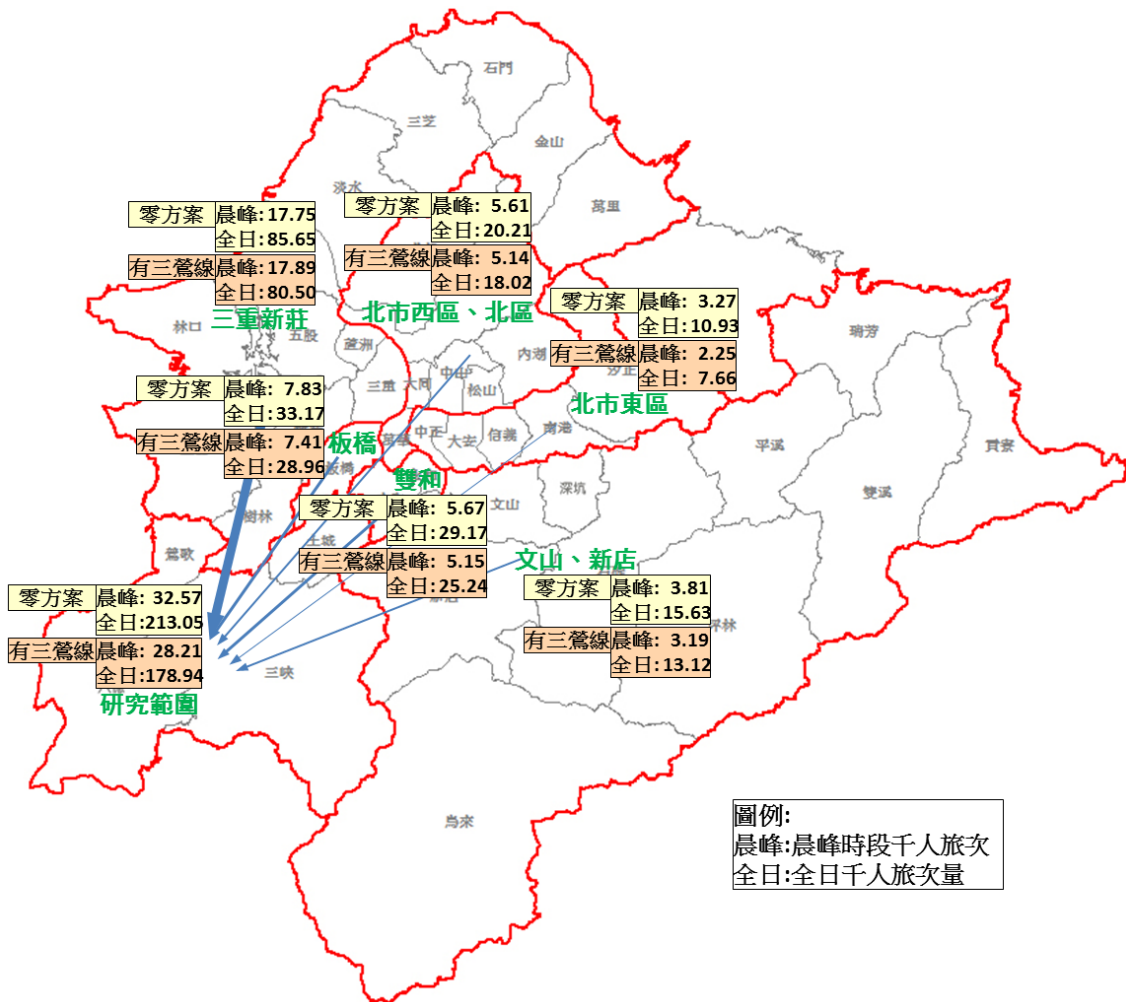 石門
三芝
金山
淡水
萬里
零方案 晨峰: 17.75
全日: 85.65
有三鶯線 晨峰: 17.89
全日: 80.50
三重新莊
零方案 晨峰: 5.61
全日: 20.21
有三鶯線 晨峰: 5.14
全日: 18.02
北市西區、北區
零方案 晨峰: 3.27
全日: 10.93
有三鶯線 晨峰: 2.25
全日: 7.66
北市東區
林口
五股
蘆洲
三重
大同
中山
松山
內湖
汐止
瑞芳
零方案 晨峰: 7.83
全日: 33.17
有三鶯線 晨峰: 7.41
全日: 28.96
板橋
板橋
萬華
中正
大安
信義
南港
平溪
雙溪
貢寮
雙和
零方案 晨峰: 5.67
全日: 29.17
有三鶯線 晨峰: 5.15
全日: 25.24
文山
深坑
樹林
土城
鶯歌
文山、新店
零方案 晨峰: 3.81
全日: 15.63
有三鶯線 晨峰: 3.19
全日: 13.12
坪林
零方案 晨峰: 32.57
全日: 213.05
有三鶯線 晨峰: 28.21
全日: 178.94
研究範圍
三峽
烏來
圖例:
晨峰:晨峰時段千人旅次
全日:全日千人旅次量